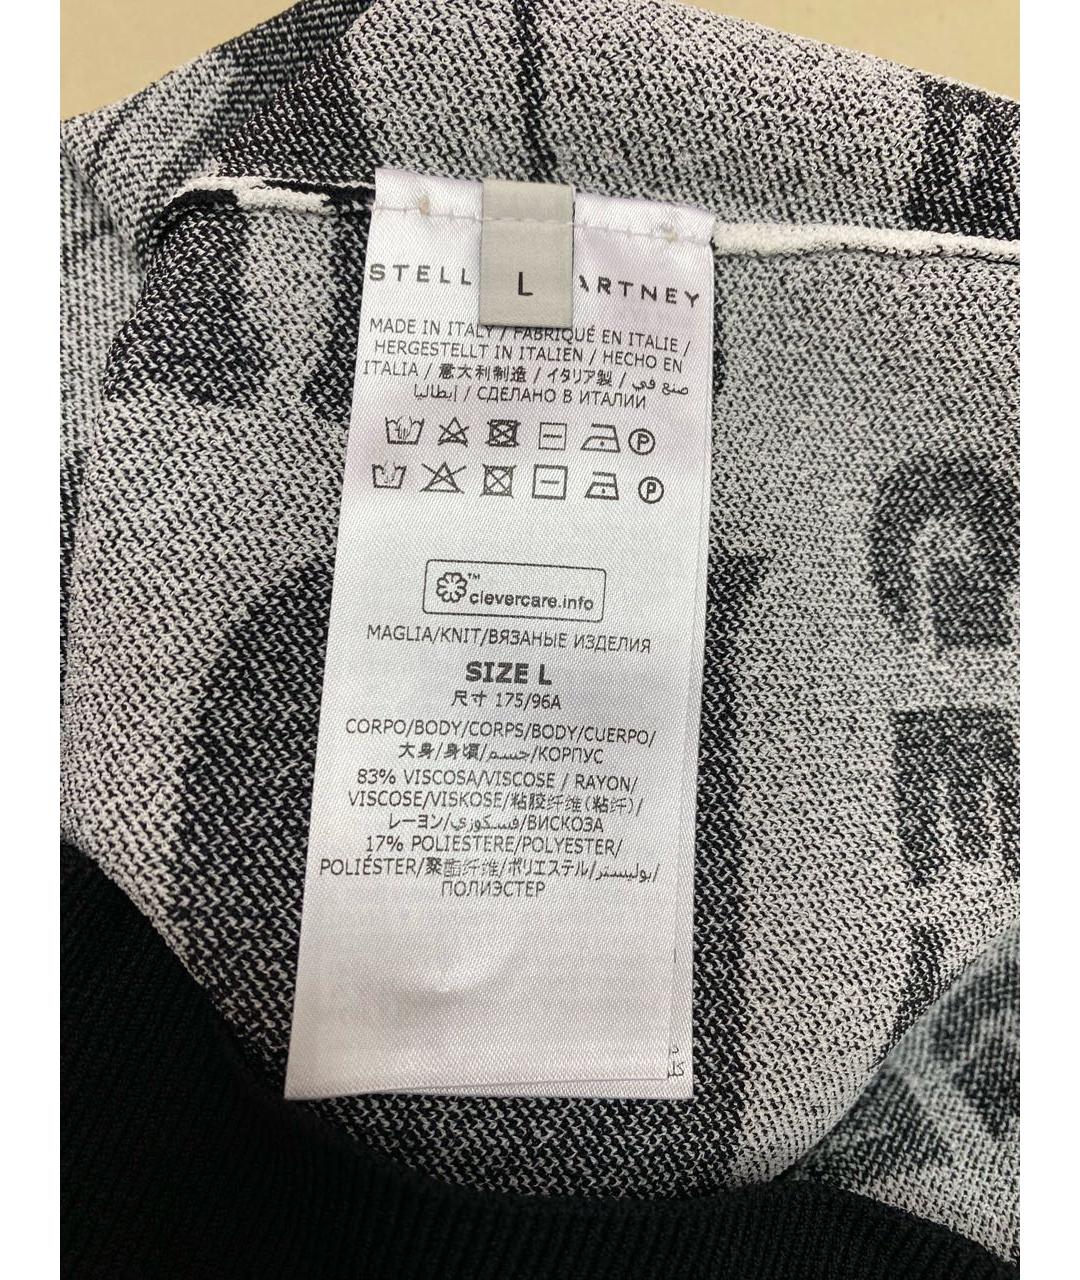 STELL ARTNEY
L
MADE IN ITALY / FABRIQUÉ EN ITALIE /
HERGESTELLT IN ITALIEN / HECHO EN
ITALIA / 意大利制造 / イタリア製 / صنع في
إيطاليا / СДЕЛАНО В ИТАЛИИ
P
P
clevercare.info™
MAGLIA/KNIT/ВЯЗАНЫЕ ИЗДЕЛИЯ
SIZE L
尺寸 175/96A
CORPO/BODY/CORPS/BODY/CUERPO/
大身/身頃/جسم/КОРПУС
83% VISCOSA/VISCOSE / RAYON/
VISCOSE/VISKOSE/粘胶纤维(粘纤)/
レーヨン/فسكوزي/ВИСКОЗА
17% POLIESTERE/POLYESTER/
POLIÉSTER/聚酯纤维/ポリエステル/بوليستر/
ПОЛИЭСТЕР